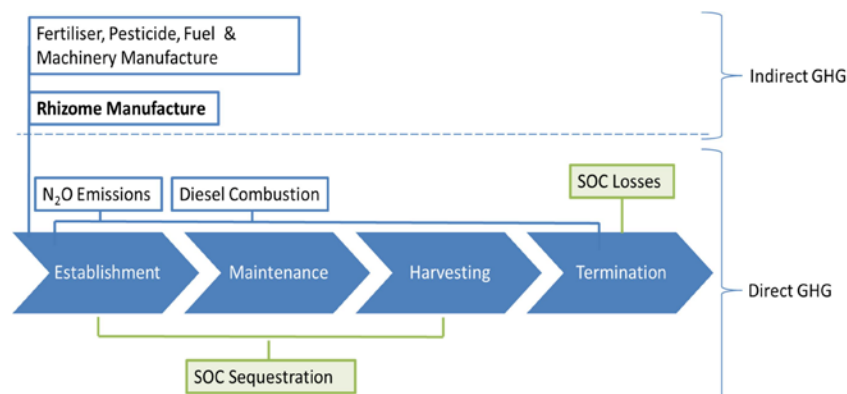 Fertiliser, Pesticide, Fuel &
Machinery Manufacture
Indirect GHG
Rhizome Manufacture
N₂O Emissions
Diesel Combustion
SOC Losses
Establishment
Maintenance
Harvesting
Termination
Direct GHG
SOC Sequestration